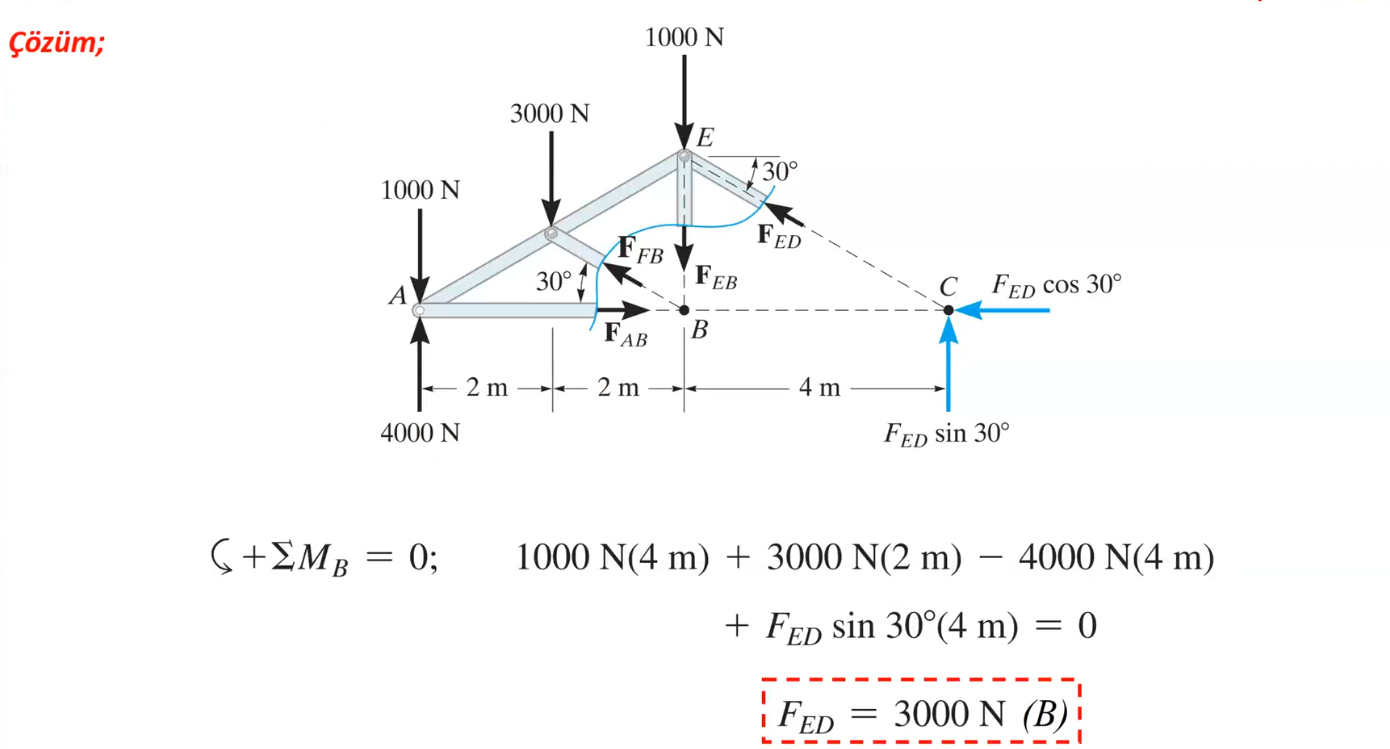 Çözüm;
1000 N
3000 N
E
30°
1000 N
F_ED
F_FB
30°
F_EB
A
C
F_ED cos 30°
F_AB
B
2 m
2 m
4 m
4000 N
F_ED sin 30°
↺+ΣM_B = 0; 1000 N(4 m) + 3000 N(2 m) − 4000 N(4 m)
+ F_ED sin 30°(4 m) = 0
F_ED = 3000 N (B)